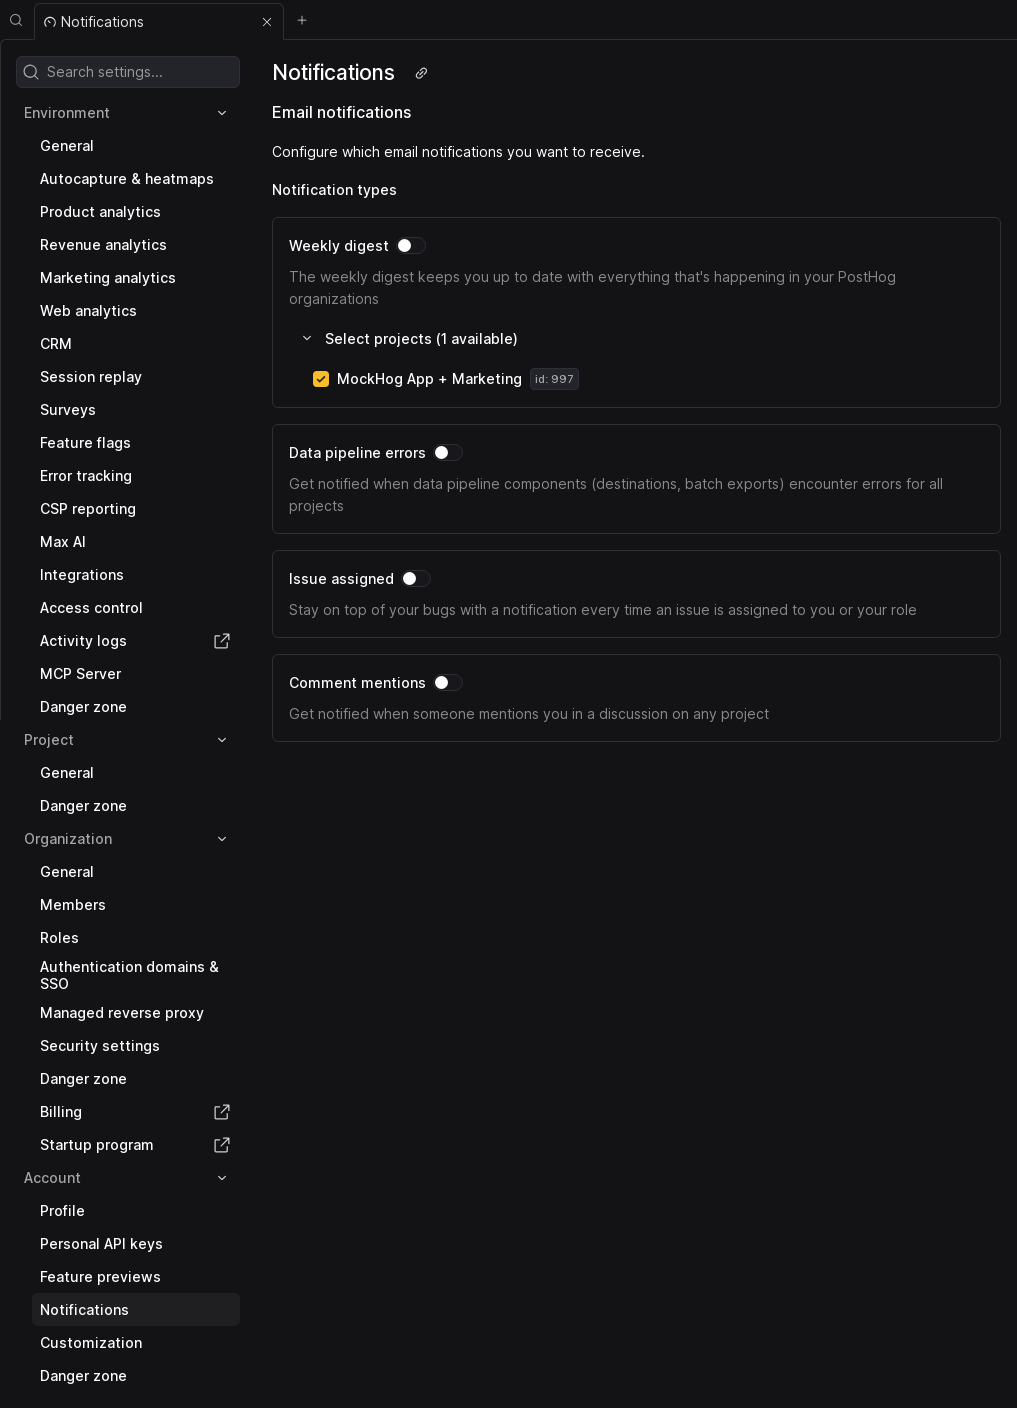 Notifications
Search settings...
Environment
General
Autocapture & heatmaps
Product analytics
Revenue analytics
Marketing analytics
Web analytics
CRM
Session replay
Surveys
Feature flags
Error tracking
CSP reporting
Max AI
Integrations
Access control
Activity logs
MCP Server
Danger zone
Project
General
Danger zone
Organization
General
Members
Roles
Authentication domains &
SSO
Managed reverse proxy
Security settings
Danger zone
Billing
Startup program
Account
Profile
Personal API keys
Feature previews
Notifications
Customization
Danger zone
Notifications
Email notifications
Configure which email notifications you want to receive.
Notification types
Weekly digest
The weekly digest keeps you up to date with everything that's happening in your PostHog
organizations
Select projects (1 available)
MockHog App + Marketing id: 997
Data pipeline errors
Get notified when data pipeline components (destinations, batch exports) encounter errors for all
projects
Issue assigned
Stay on top of your bugs with a notification every time an issue is assigned to you or your role
Comment mentions
Get notified when someone mentions you in a discussion on any project